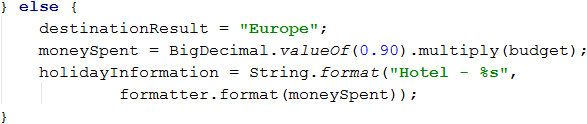 } else {
    destinationResult = "Europe";
    moneySpent = BigDecimal.valueOf(0.90).multiply(budget);
    holidayInformation = String.format("Hotel - %s",
            formatter.format(moneySpent));
}